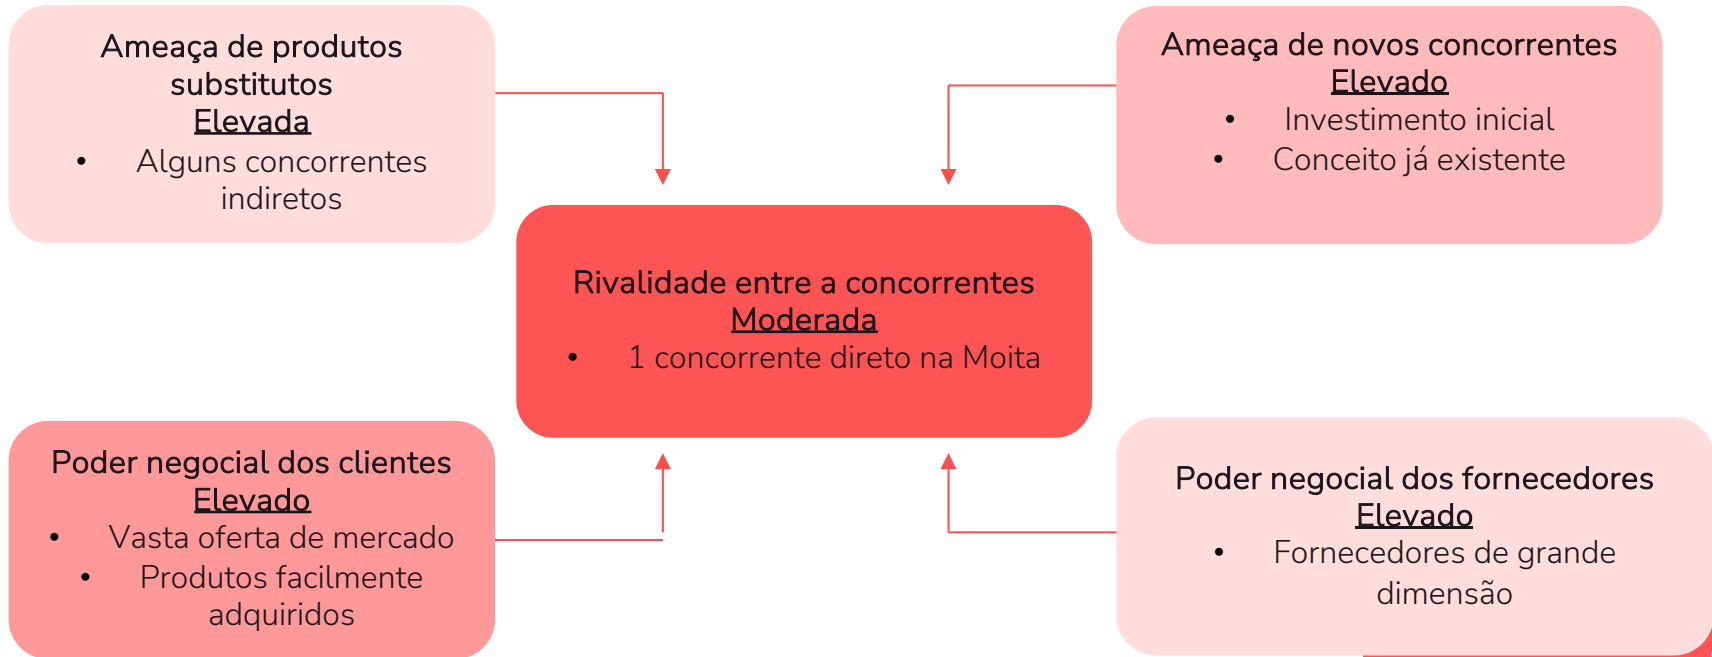 Ameaça de produtos
substitutos
Elevada
• Alguns concorrentes
indiretos
Ameaça de novos concorrentes
Elevado
• Investimento inicial
• Conceito já existente
Rivalidade entre a concorrentes
Moderada
• 1 concorrente direto na Moita
Poder negocial dos clientes
Elevado
• Vasta oferta de mercado
• Produtos facilmente
adquiridos
Poder negocial dos fornecedores
Elevado
• Fornecedores de grande
dimensão